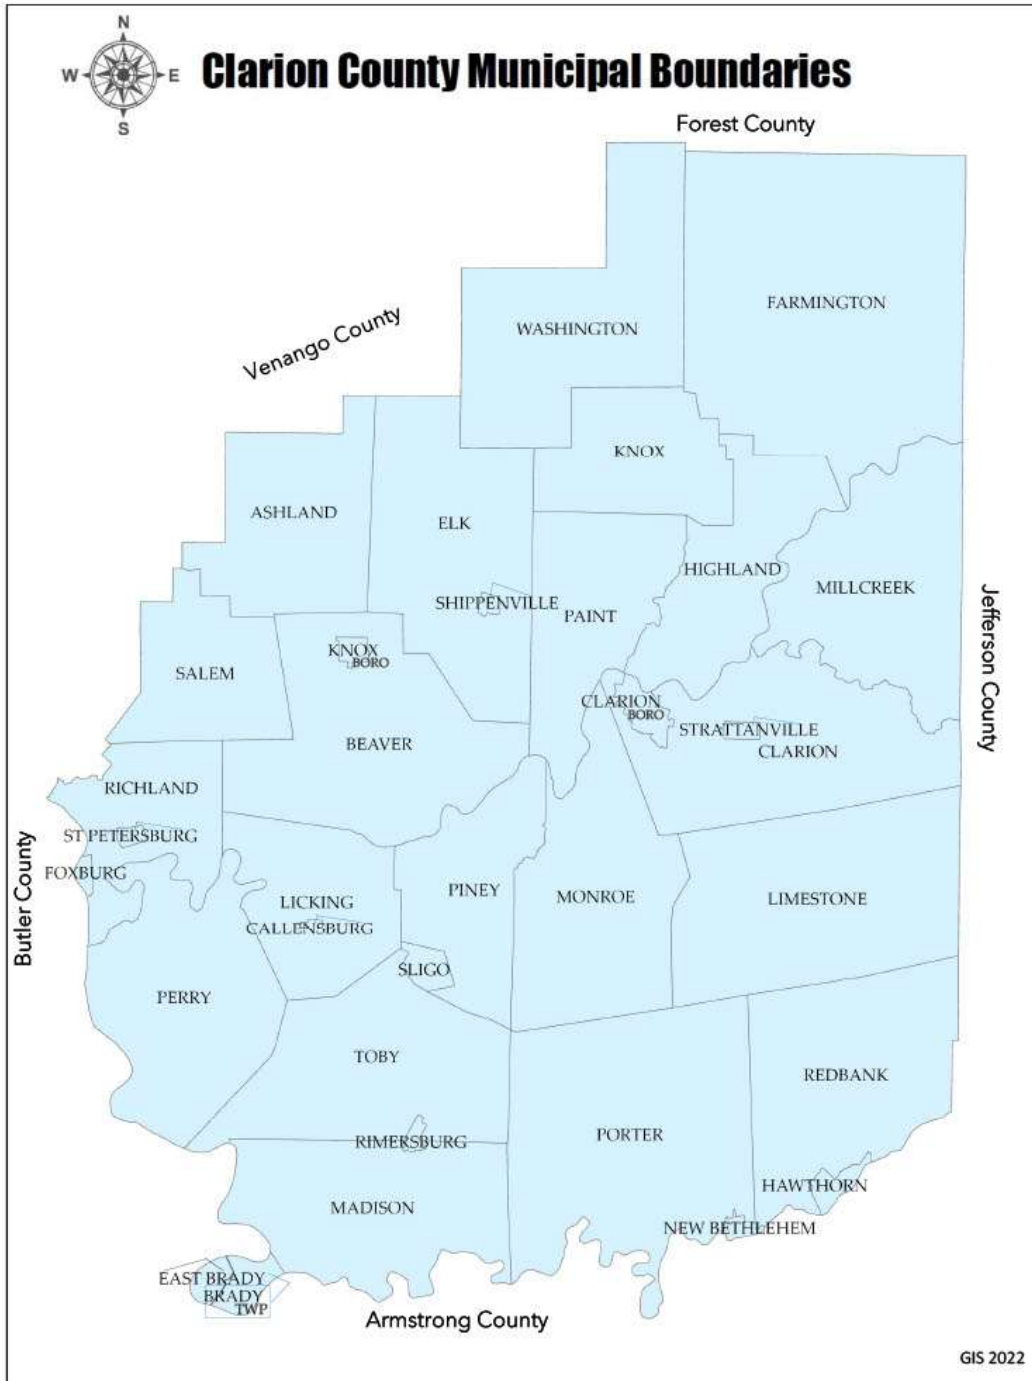 N
W E
S
Clarion County Municipal Boundaries
Forest County
FARMINGTON
WASHINGTON
Venango County
KNOX
ASHLAND
ELK
HIGHLAND
MILLCREEK
SHIPPENVILLE
PAINT
Jefferson County
KNOX
BORO
SALEM
CLARION
BORO
STRATTANVILLE
BEAVER
CLARION
RICHLAND
ST PETERSBURG
FOXBURG
Butler County
PINEY
MONROE
LIMESTONE
LICKING
CALLENSBURG
SLIGO
PERRY
TOBY
REDBANK
PORTER
RIMERSBURG
HAWTHORN
MADISON
NEW BETHLEHEM
EAST BRADY
BRADY
TWP
Armstrong County
GIS 2022